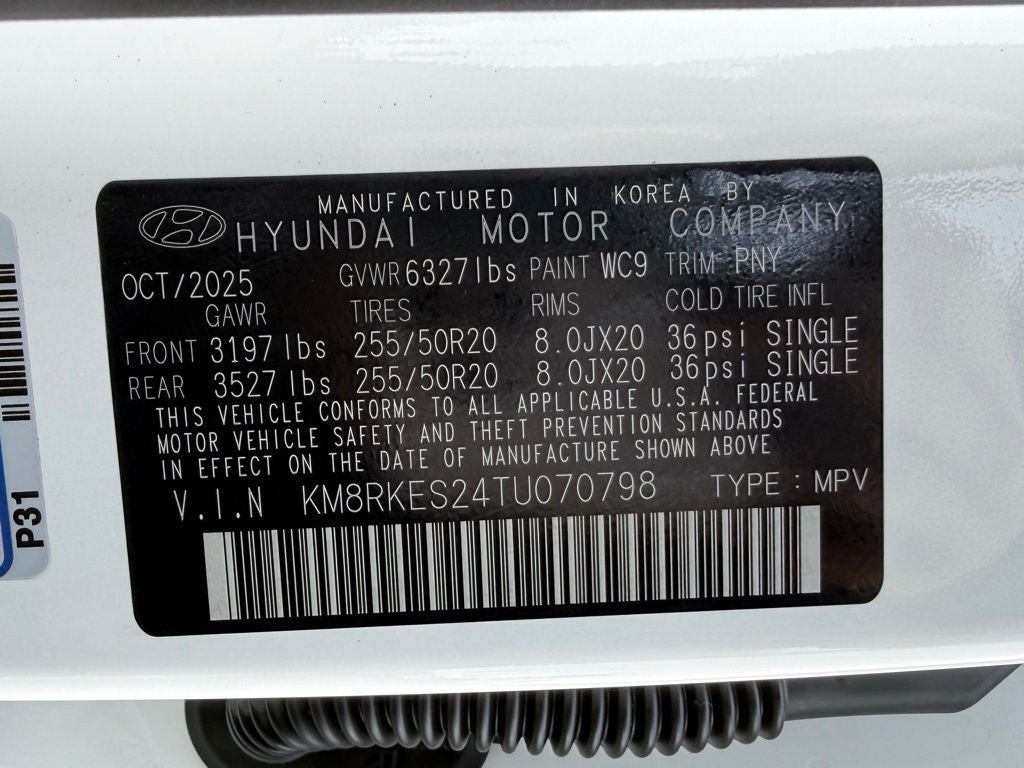 MANUFACTURED IN KOREA BY
HYUNDAI MOTOR COMPANY
OCT/2025 GVWR 6327lbs PAINT WC9 TRIM PNY
GAWR TIRES RIMS COLD TIRE INFL
FRONT 3197lbs 255/50R20 8.0JX20 36psi SINGLE
REAR 3527lbs 255/50R20 8.0JX20 36psi SINGLE
THIS VEHICLE CONFORMS TO ALL APPLICABLE U.S.A. FEDERAL
MOTOR VEHICLE SAFETY AND THEFT PREVENTION STANDARDS
IN EFFECT ON THE DATE OF MANUFACTURE SHOWN ABOVE
V.I.N KM8RKES24TU070798 TYPE : MPV
P31